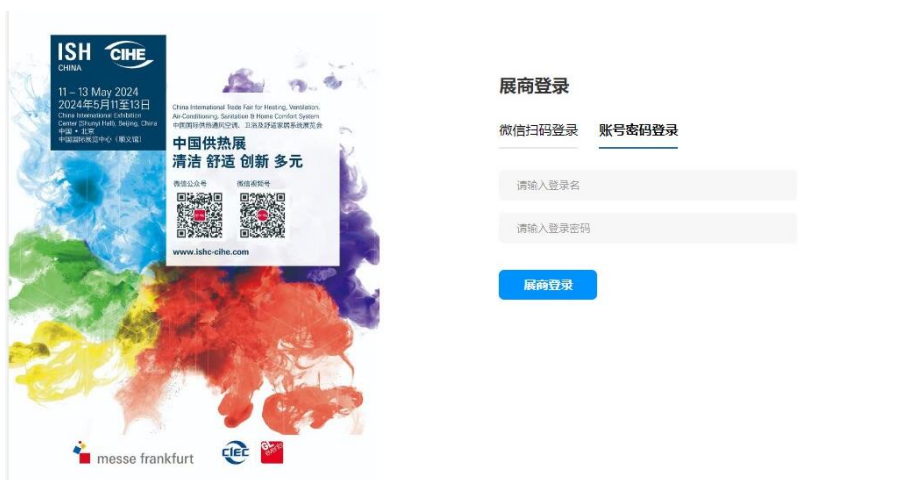 ISH CIHE
CHINA
11 – 13 May 2024
2024年5月11至13日
China International Exhibition
Center (Shunyi Hall), Beijing, China
中国 • 北京
中国国际展览中心（顺义馆）
China International Trade Fair for Heating, Ventilation,
Air-Conditioning, Sanitation & Home Comfort System
中国国际供热通风空调、卫浴及舒适家居系统展览会
中国供热展
清洁 舒适 创新 多元
微信公众号 微信视频号
www.ishc-cihe.com
messe frankfurt CIEC
展商登录
微信扫码登录 账号密码登录
请输入登录名
请输入登录密码
展商登录